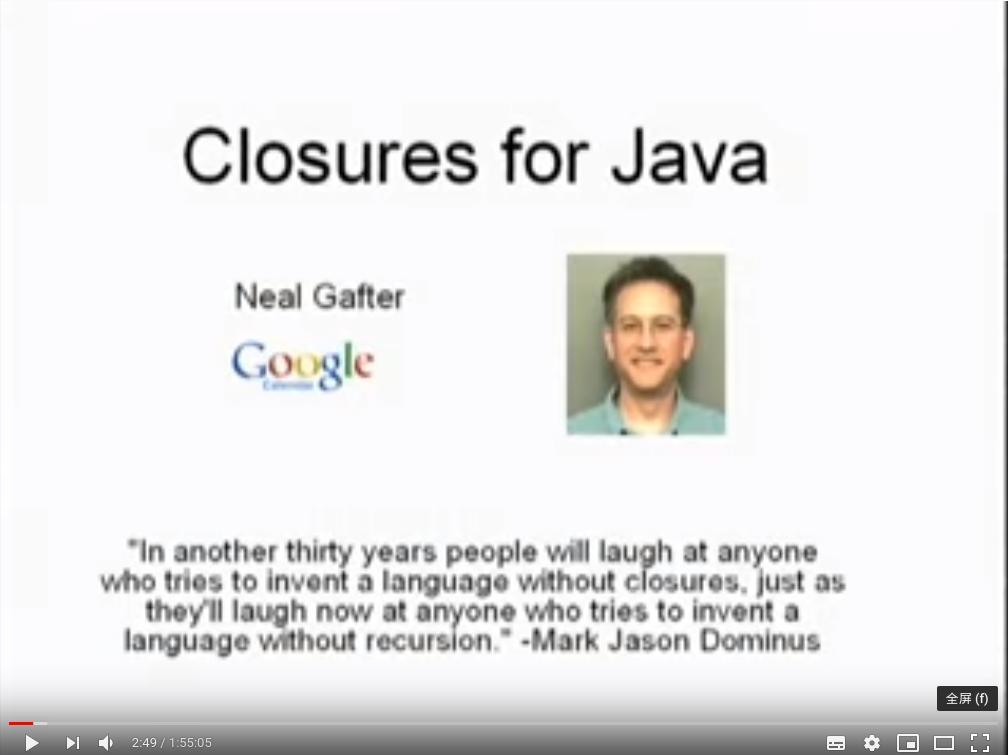 Closures for Java
Neal Gafter
Google
Calendar
"In another thirty years people will laugh at anyone
who tries to invent a language without closures, just as
they'll laugh now at anyone who tries to invent a
language without recursion." -Mark Jason Dominus
全屏 (f)
2:49 / 1:55:05